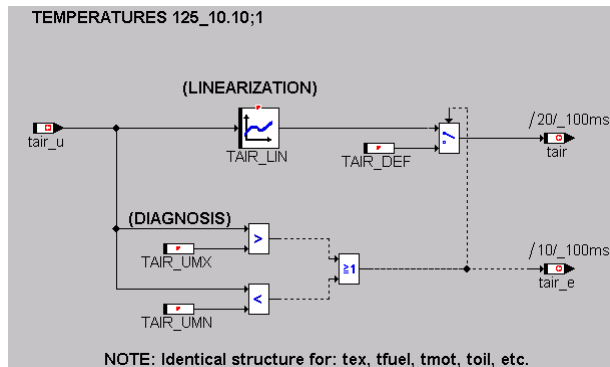 TEMPERATURES 125_10.10;1
(LINEARIZATION)
/20/_100ms
tair_u
TAIR_LIN
TAIR_DEF
tair
(DIAGNOSIS)
>
TAIR_UMX
≧1
/10/_100ms
tair_e
<
TAIR_UMN
NOTE: Identical structure for: tex, tfuel, tmot, toil, etc.